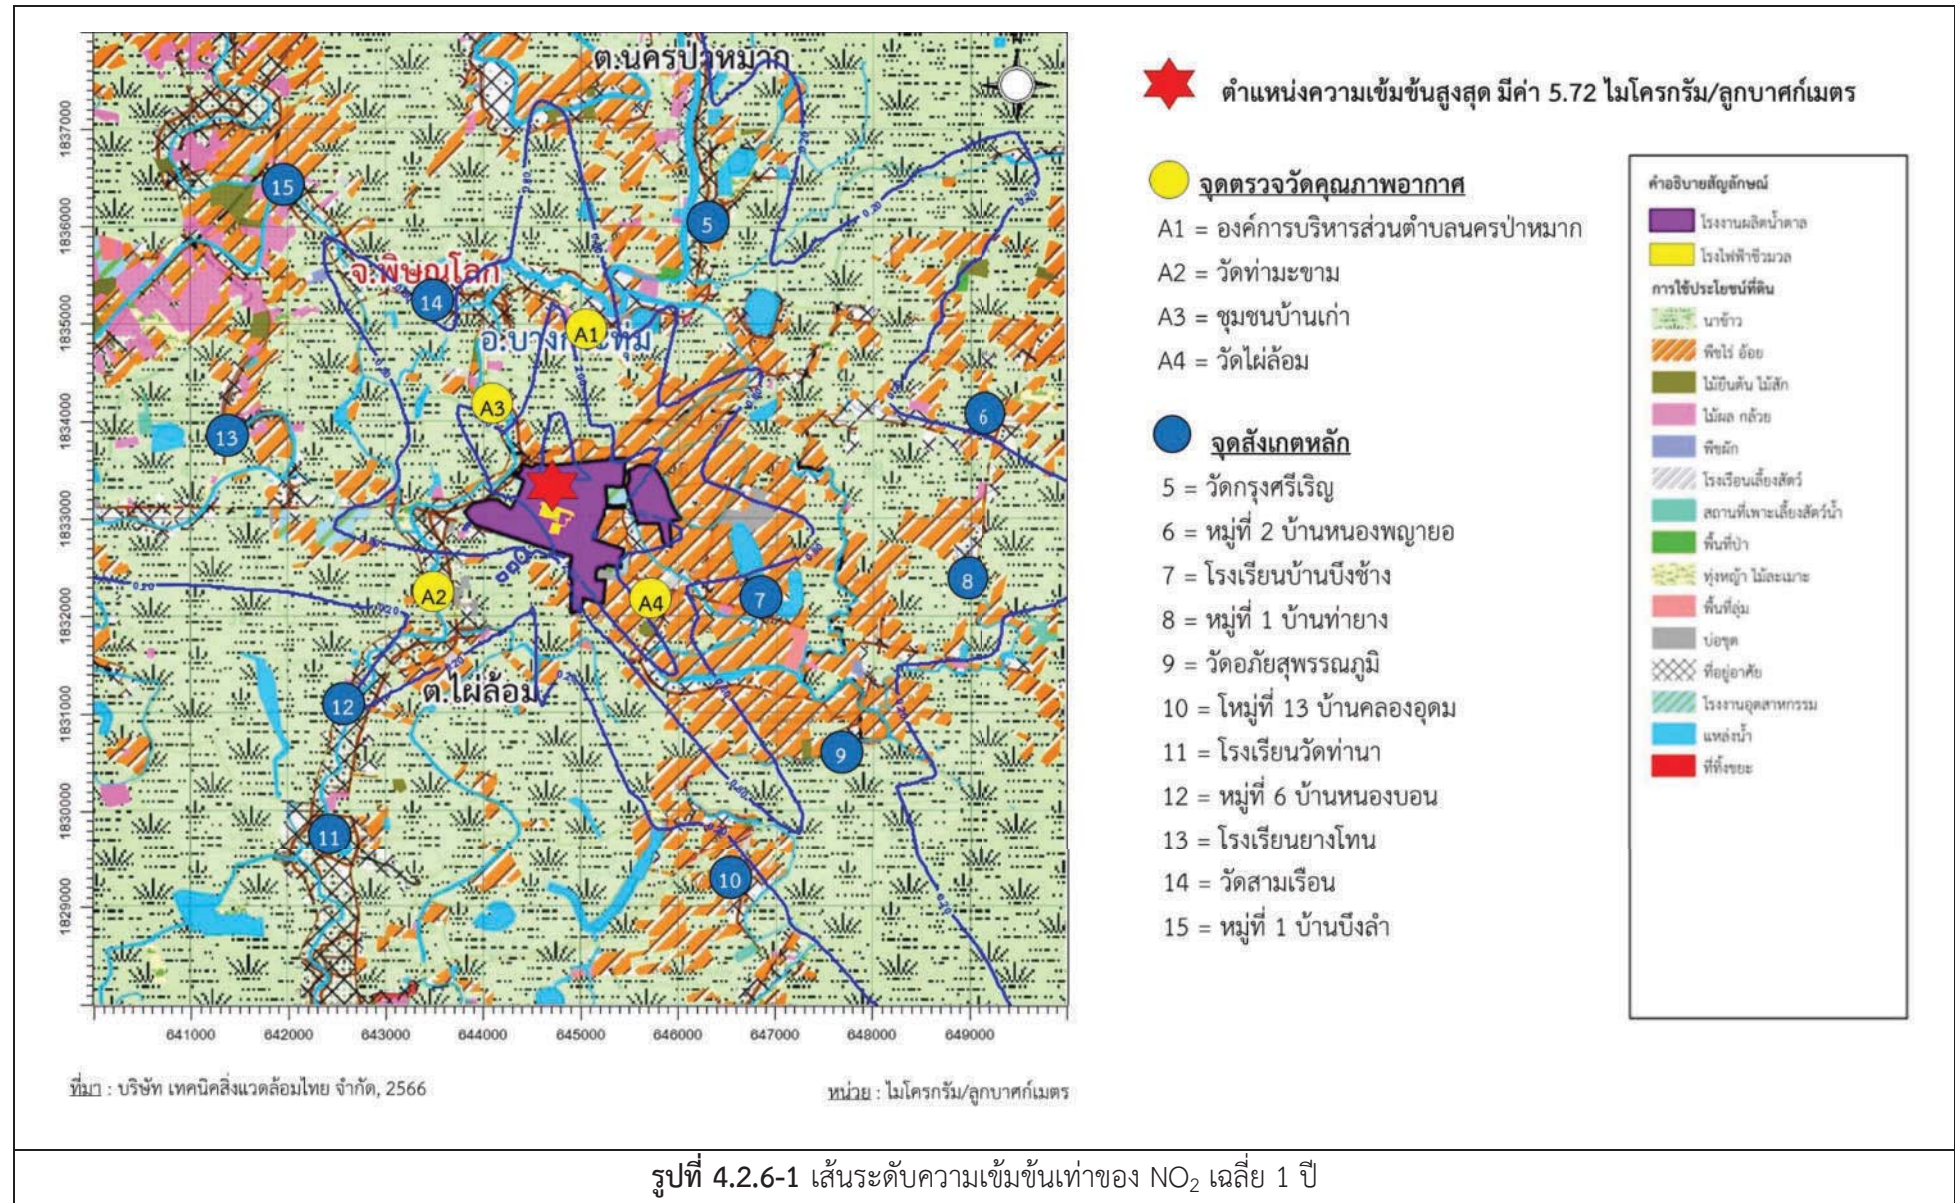 ต.นครป่าหมาก
จ.พิษณุโลก
อ.บางกระทุ่ม
ต.ไผ่ล้อม
15
5
14
A1
A3
6
13
8
A2
A4
7
12
9
11
10
0.20
0.80
2.00
1837000
1836000
1835000
1834000
1833000
1832000
1831000
1830000
1829000
641000 642000 643000 644000 645000 646000 647000 648000 649000
ที่มา : บริษัท เทคนิคสิ่งแวดล้อมไทย จำกัด, 2566
หน่วย : ไมโครกรัม/ลูกบาศก์เมตร
ตำแหน่งความเข้มข้นสูงสุด มีค่า 5.72 ไมโครกรัม/ลูกบาศก์เมตร
จุดตรวจวัดคุณภาพอากาศ
A1 = องค์การบริหารส่วนตำบลนครป่าหมาก
A2 = วัดท่ามะขาม
A3 = ชุมชนบ้านเก่า
A4 = วัดไผ่ล้อม
จุดสังเกตหลัก
5 = วัดกรุงศรีเริญ
6 = หมู่ที่ 2 บ้านหนองพญายอ
7 = โรงเรียนบ้านบึงช้าง
8 = หมู่ที่ 1 บ้านท่ายาง
9 = วัดอภัยสุพรรณภูมิ
10 = โหมู่ที่ 13 บ้านคลองอุดม
11 = โรงเรียนวัดท่านา
12 = หมู่ที่ 6 บ้านหนองบอน
13 = โรงเรียนยางโทน
14 = วัดสามเรือน
15 = หมู่ที่ 1 บ้านบึงลำ
คำอธิบายสัญลักษณ์
โรงงานผลิตน้ำตาล
โรงไฟฟ้าชีวมวล
การใช้ประโยชน์ที่ดิน
นาข้าว
พืชไร่ อ้อย
ไม้ยืนต้น ไม้สัก
ไม้ผล กล้วย
พืชผัก
โรงเรือนเลี้ยงสัตว์
สถานที่เพาะเลี้ยงสัตว์น้ำ
พื้นที่ป่า
ทุ่งหญ้า ไม้ละเมาะ
พื้นที่ลุ่ม
บ่อขุด
ที่อยู่อาศัย
โรงงานอุตสาหกรรม
แหล่งน้ำ
ที่ทิ้งขยะ
รูปที่ 4.2.6-1 เส้นระดับความเข้มข้นเท่าของ NO₂ เฉลี่ย 1 ปี